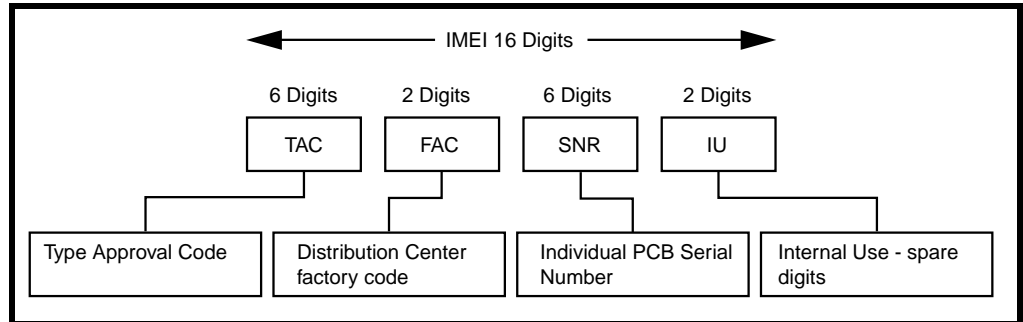 IMEI 16 Digits
6 Digits
2 Digits
6 Digits
2 Digits
TAC
FAC
SNR
IU
Type Approval Code
Distribution Center
factory code
Individual PCB Serial
Number
Internal Use - spare
digits